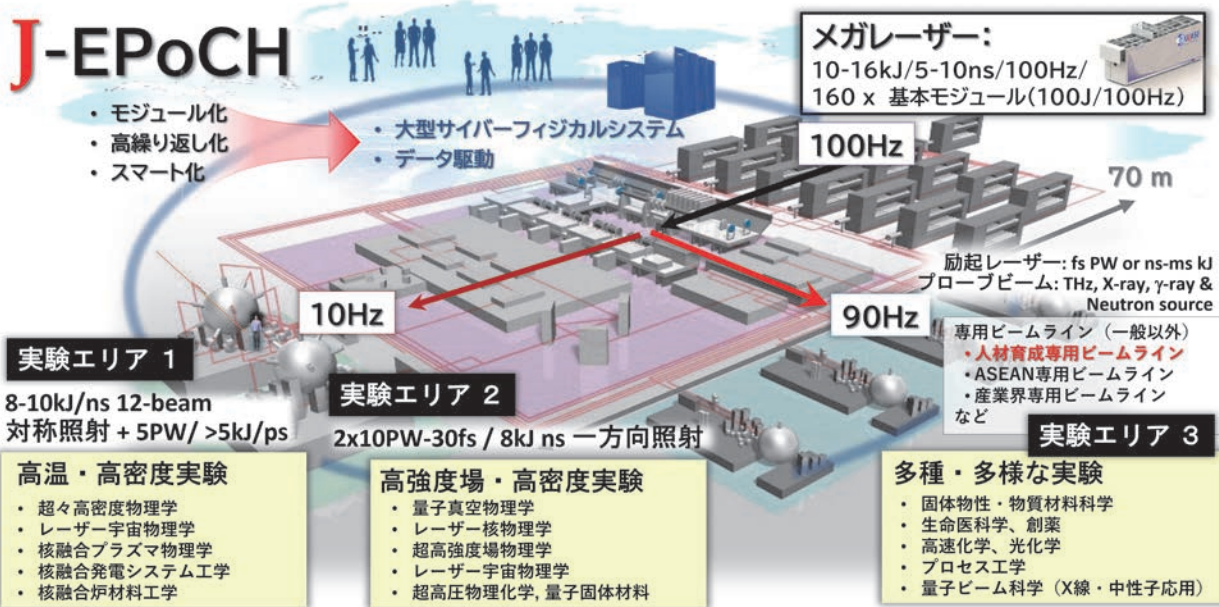 J-EPoCH
・ モジュール化
・ 高繰り返し化
・ スマート化
・ 大型サイバーフィジカルシステム
・ データ駆動
メガレーザー：
10-16kJ/5-10ns/100Hz/
160 x 基本モジュール(100J/100Hz)
100Hz
70 m
10Hz
90Hz
励起レーザー: fs PW or ns-ms kJ
プローブビーム: THz, X-ray, γ-ray &
Neutron source
専用ビームライン（一般以外）
・人材育成専用ビームライン
・ASEAN専用ビームライン
・産業界専用ビームライン
など
実験エリア 1
8-10kJ/ns 12-beam
対称照射 + 5PW/ >5kJ/ps
高温・高密度実験
・ 超々高密度物理学
・ レーザー宇宙物理学
・ 核融合プラズマ物理学
・ 核融合発電システム工学
・ 核融合炉材料工学
実験エリア 2
2x10PW-30fs / 8kJ ns 一方向照射
高強度場・高密度実験
・ 量子真空物理学
・ レーザー核物理学
・ 超高強度場物理学
・ レーザー宇宙物理学
・ 超高圧物理化学, 量子固体材料
実験エリア 3
多種・多様な実験
・ 固体物性・物質材料科学
・ 生命医科学、創薬
・ 高速化学、光化学
・ プロセス工学
・ 量子ビーム科学（X線・中性子応用）